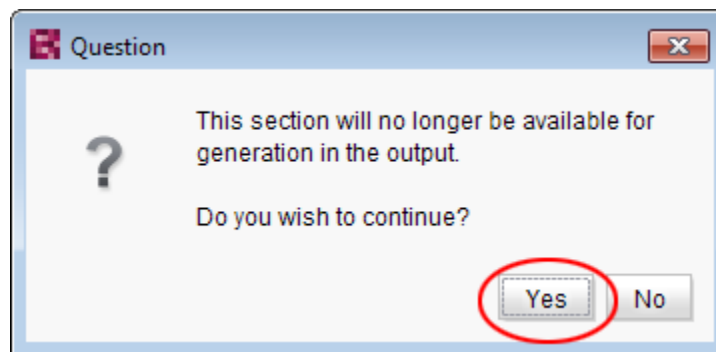 Question
This section will no longer be available for
generation in the output.
Do you wish to continue?
Yes
No